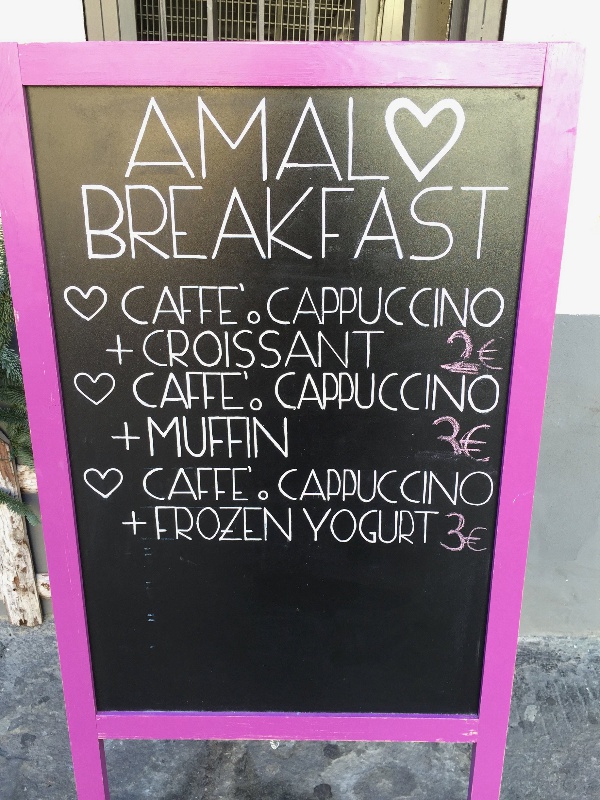 AMAL♡
BREAKFAST
♡ CAFFE' o CAPPUCCINO
+ CROISSANT 2€
♡ CAFFE' o CAPPUCCINO
+ MUFFIN 3€
♡ CAFFE' o CAPPUCCINO
+ FROZEN YOGURT 3€